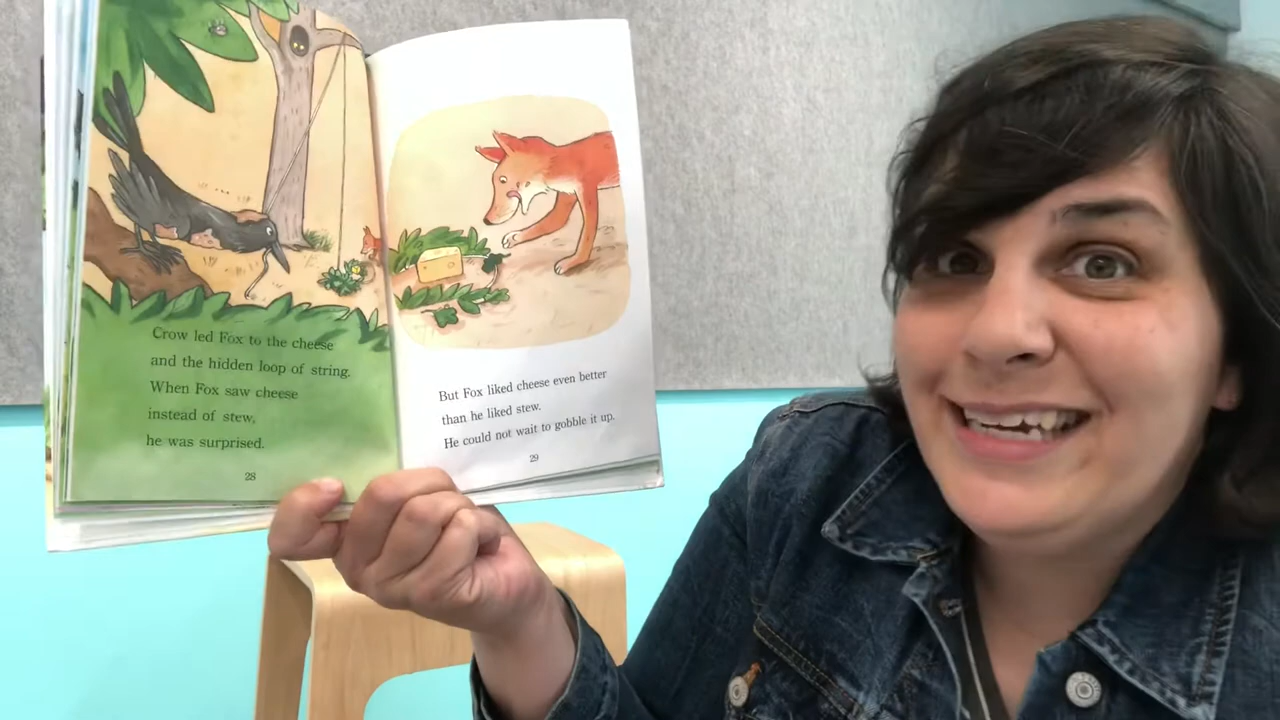 Crow led Fox to the cheese
and the hidden loop of string.
When Fox saw cheese
instead of stew,
he was surprised.
28
But Fox liked cheese even better
than he liked stew.
He could not wait to gobble it up.
29